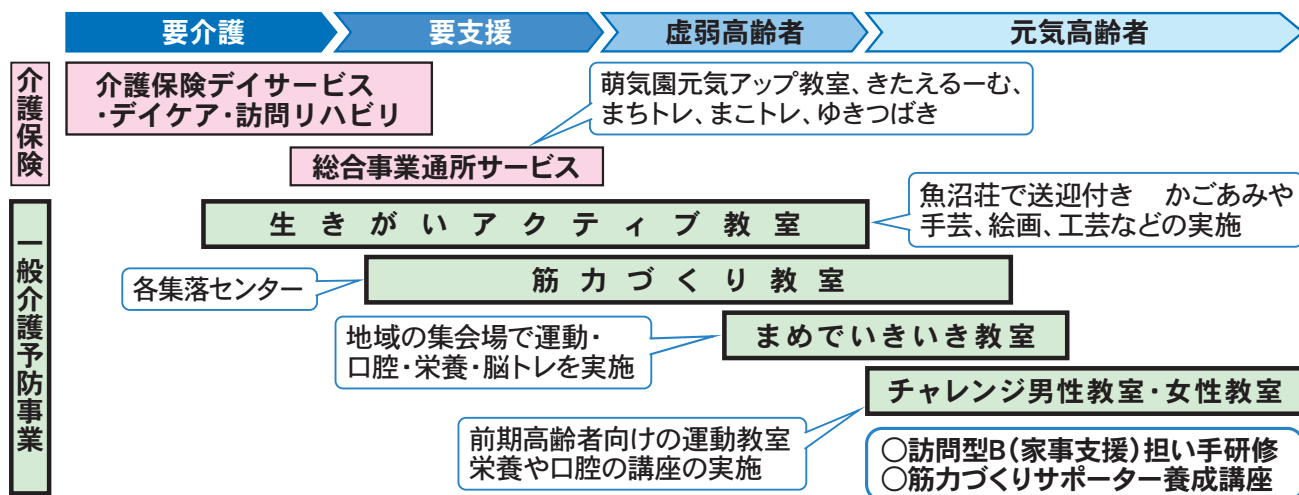 要介護
要支援
虚弱高齢者
元気高齢者
介護保険
介護保険デイサービス
・デイケア・訪問リハビリ
萌気園元気アップ教室、きたえるーむ、
まちトレ、まこトレ、ゆきつばき
総合事業通所サービス
一般介護予防事業
生きがいアクティブ教室
魚沼荘で送迎付き　かごあみや
手芸、絵画、工芸などの実施
各集落センター
筋力づくり教室
地域の集会場で運動・
口腔・栄養・脳トレを実施
まめでいきいき教室
チャレンジ男性教室・女性教室
前期高齢者向けの運動教室
栄養や口腔の講座の実施
○訪問型B(家事支援)担い手研修
○筋力づくりサポーター養成講座